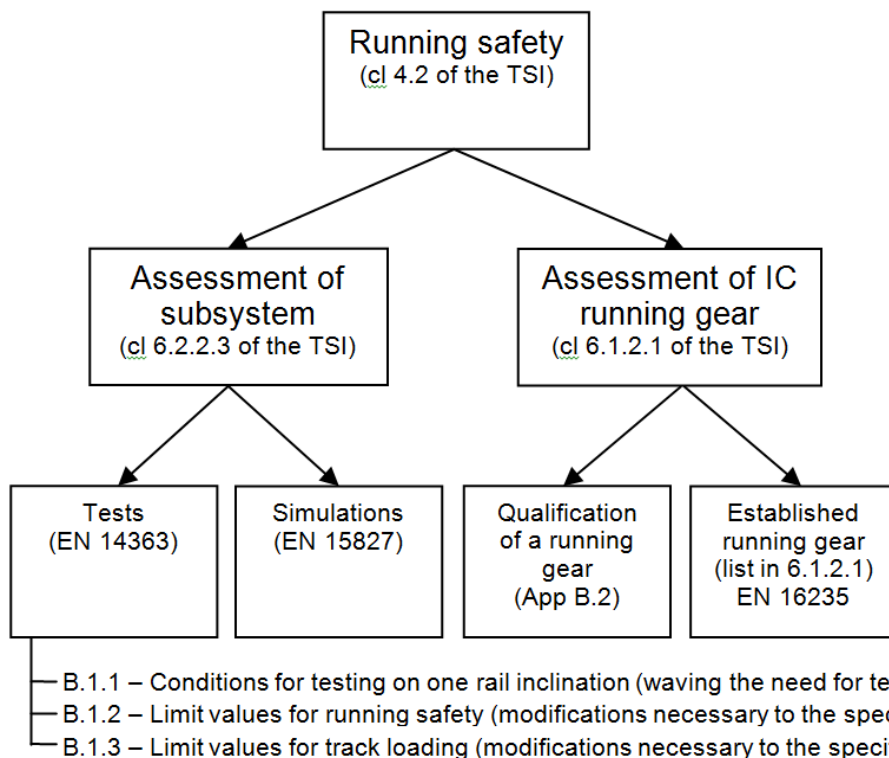 Running safety
(cl 4.2 of the TSI)
Assessment of
subsystem
(cl 6.2.2.3 of the TSI)
Assessment of IC
running gear
(cl 6.1.2.1 of the TSI)
Tests
(EN 14363)
Simulations
(EN 15827)
Qualification
of a running
gear
(App B.2)
Established
running gear
(list in 6.1.2.1)
EN 16235
B.1.1 – Conditions for testing on one rail inclination (waving the need for te
B.1.2 – Limit values for running safety (modifications necessary to the spec
B.1.3 – Limit values for track loading (modifications necessary to the specif